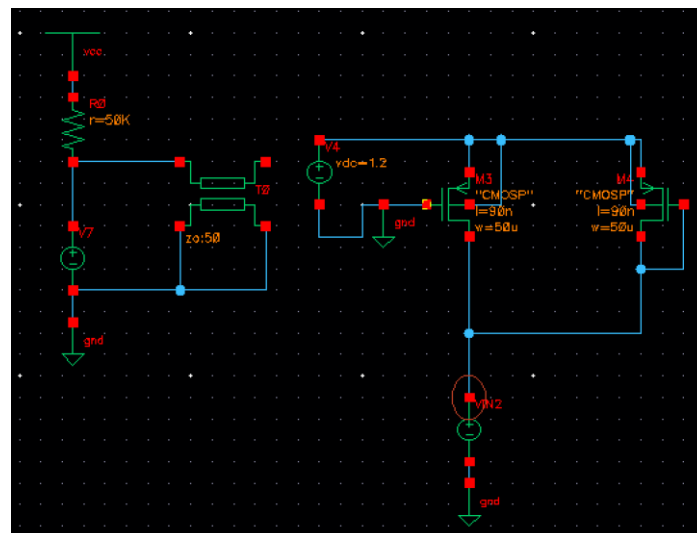 vcc
R0
r=50K
V7
T0
zo:50
gnd
V4
vdc=1.2
gnd
M3
"CMOSP"
l=90n
w=50u
M4
"CMOSP"
l=90n
w=50u
VIN2
gnd